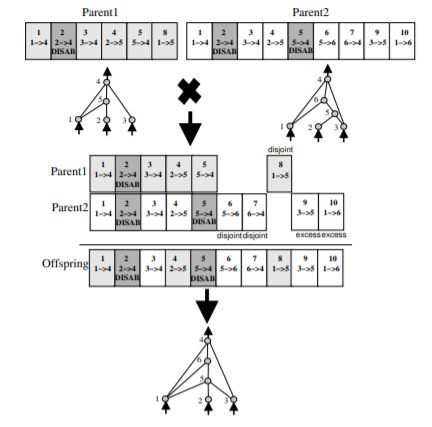 Parent1 Parent2
1 2 3 4 5 8 1 2 3 4 5 6 7 9 10
1->4 2->4 3->4 2->5 5->4 1->5 1->4 2->4 3->4 2->5 5->4 5->6 6->4 3->5 1->6
DISAB DISAB DISAB
4 4
5 6
5
1 2 3 1 2 3
disjoint
Parent1 1 2 3 4 5 8
1->4 2->4 3->4 2->5 5->4 1->5
DISAB
Parent2 1 2 3 4 5 6 7 9 10
1->4 2->4 3->4 2->5 5->4 5->6 6->4 3->5 1->6
DISAB DISAB
disjoint disjoint excess excess
Offspring 1 2 3 4 5 6 7 8 9 10
1->4 2->4 3->4 2->5 5->4 5->6 6->4 1->5 3->5 1->6
DISAB DISAB
4
6
5
1 2 3